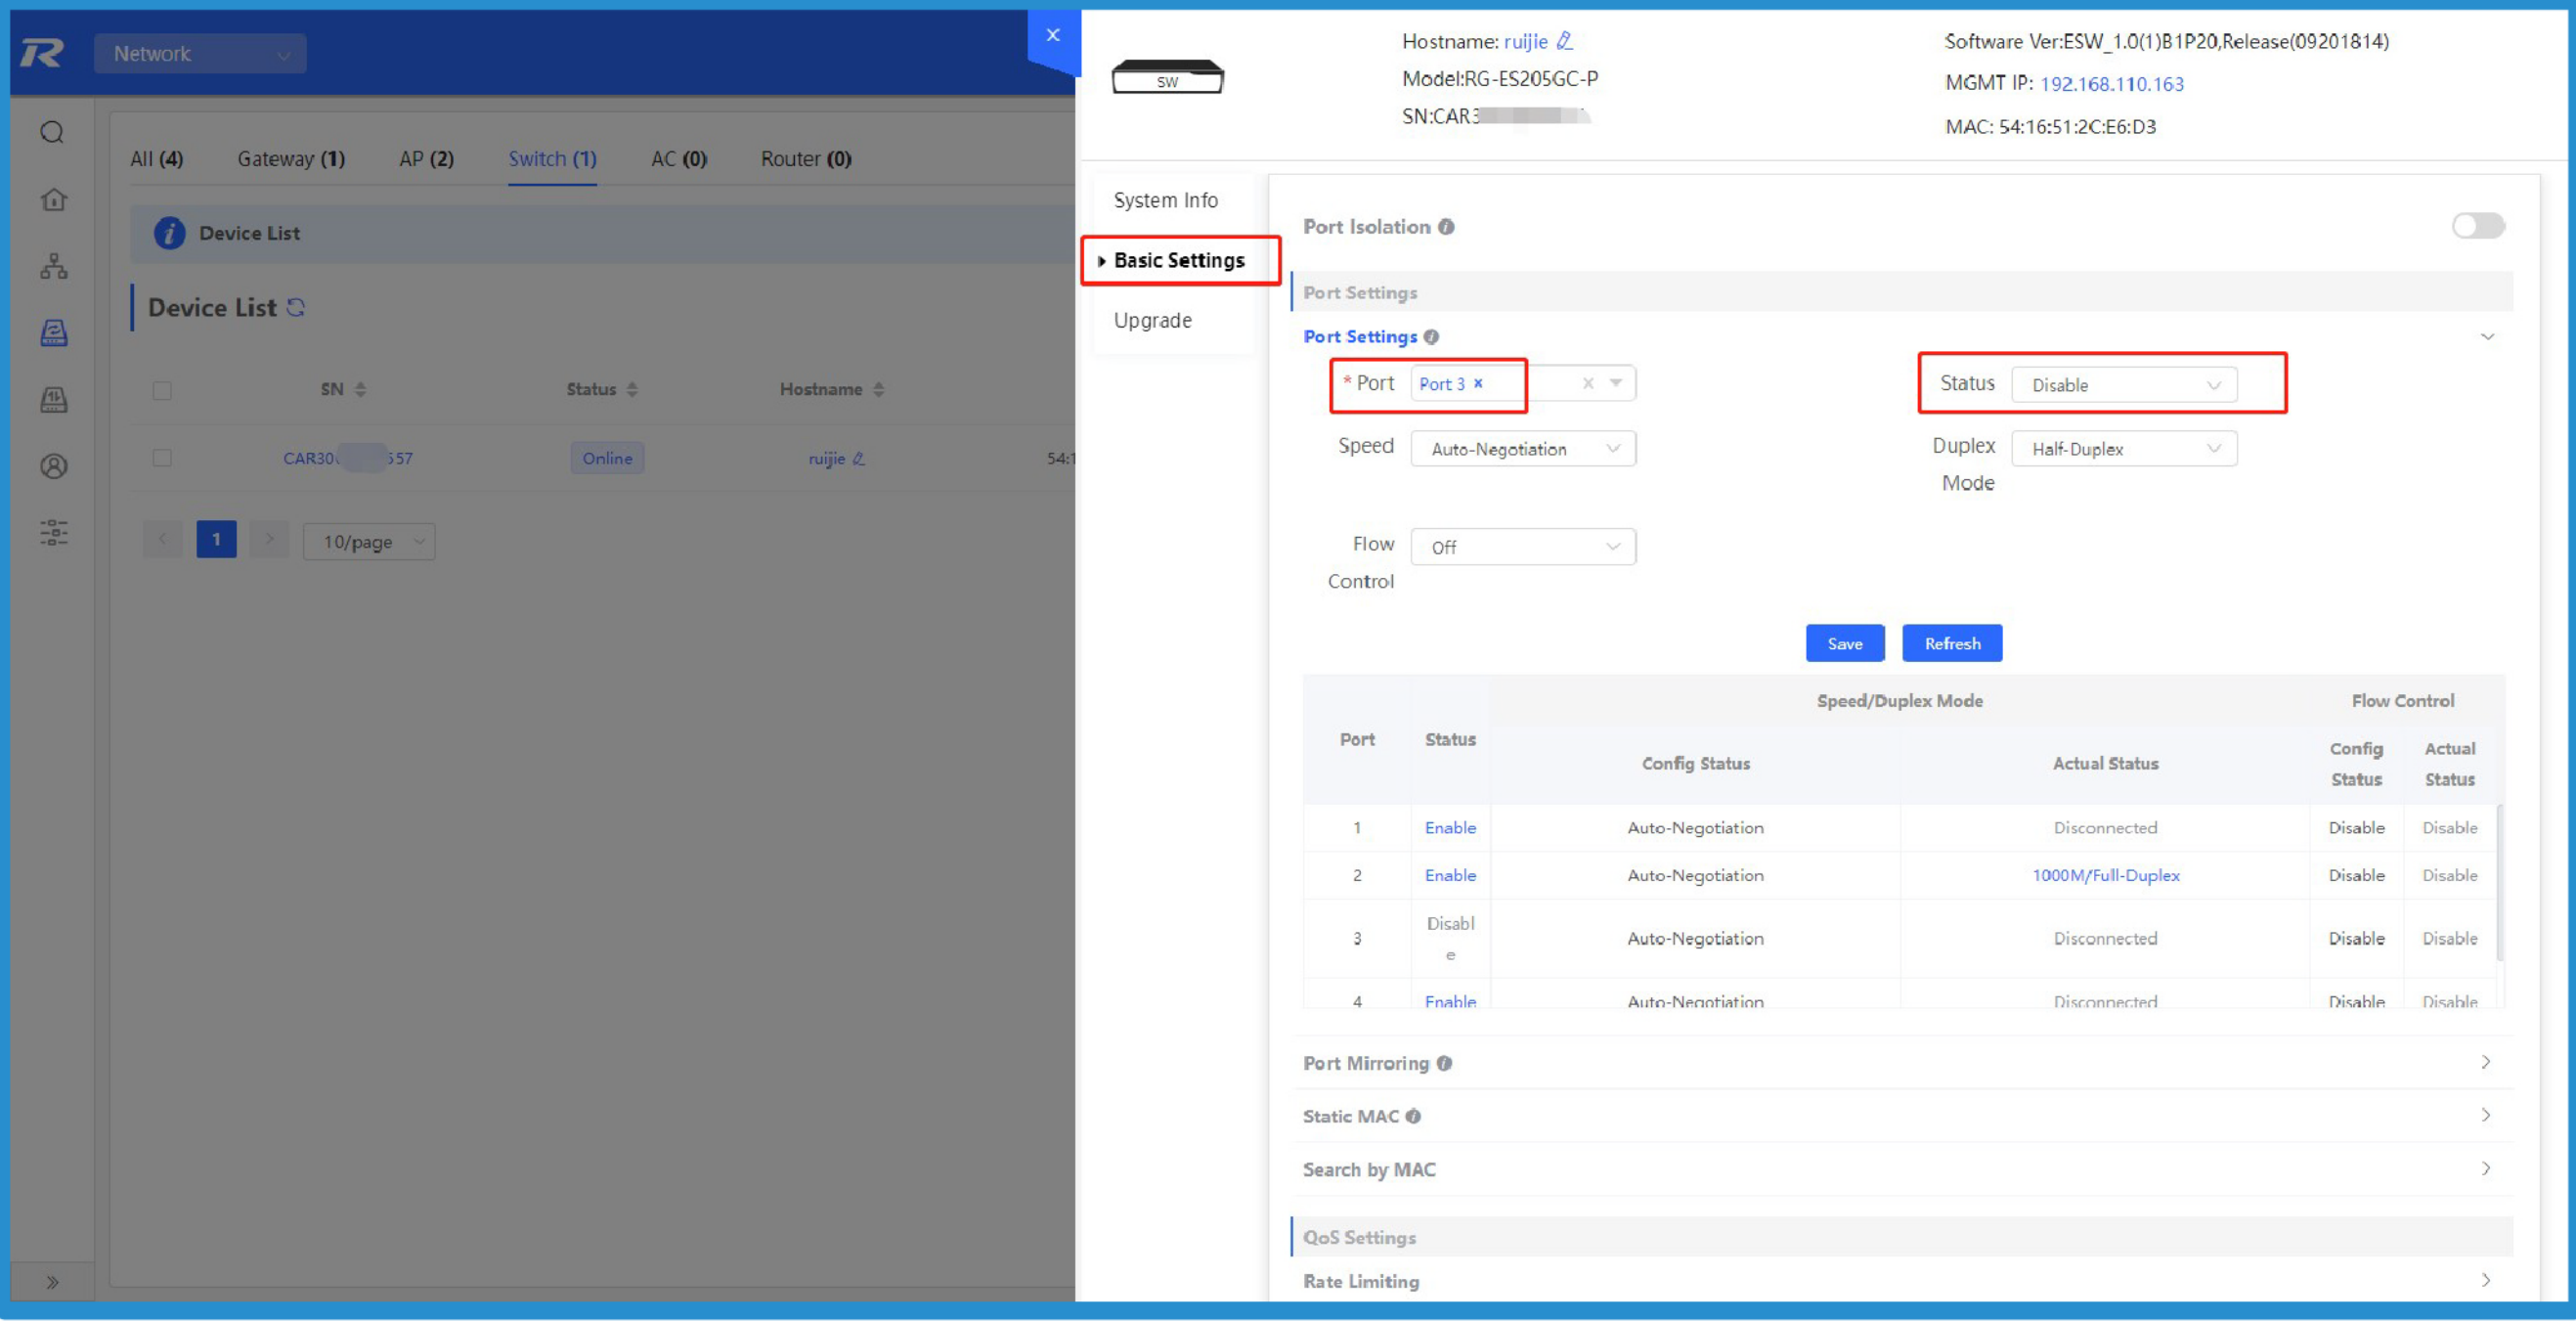 R Network
All (4) Gateway (1) AP (2) Switch (1) AC (0) Router (0)
Device List
Device List
SN Status Hostname
CAR30 557 Online ruijie 54:1
1 10/page
SW
Hostname: ruijie
Model:RG-ES205GC-P
SN:CAR3
Software Ver:ESW_1.0(1)B1P20,Release(09201814)
MGMT IP: 192.168.110.163
MAC: 54:16:51:2C:E6:D3
System Info
Basic Settings
Upgrade
Port Isolation
Port Settings
Port Settings
* Port Port 3 × Status Disable
Speed Auto-Negotiation Duplex Mode Half-Duplex
Flow Control Off
Save Refresh
Port Status Speed/Duplex Mode Flow Control
Config Status Actual Status Config Status Actual Status
1 Enable Auto-Negotiation Disconnected Disable Disable
2 Enable Auto-Negotiation 1000M/Full-Duplex Disable Disable
3 Disable Auto-Negotiation Disconnected Disable Disable
4 Enable Auto-Negotiation Disconnected Disable Disable
Port Mirroring
Static MAC
Search by MAC
QoS Settings
Rate Limiting